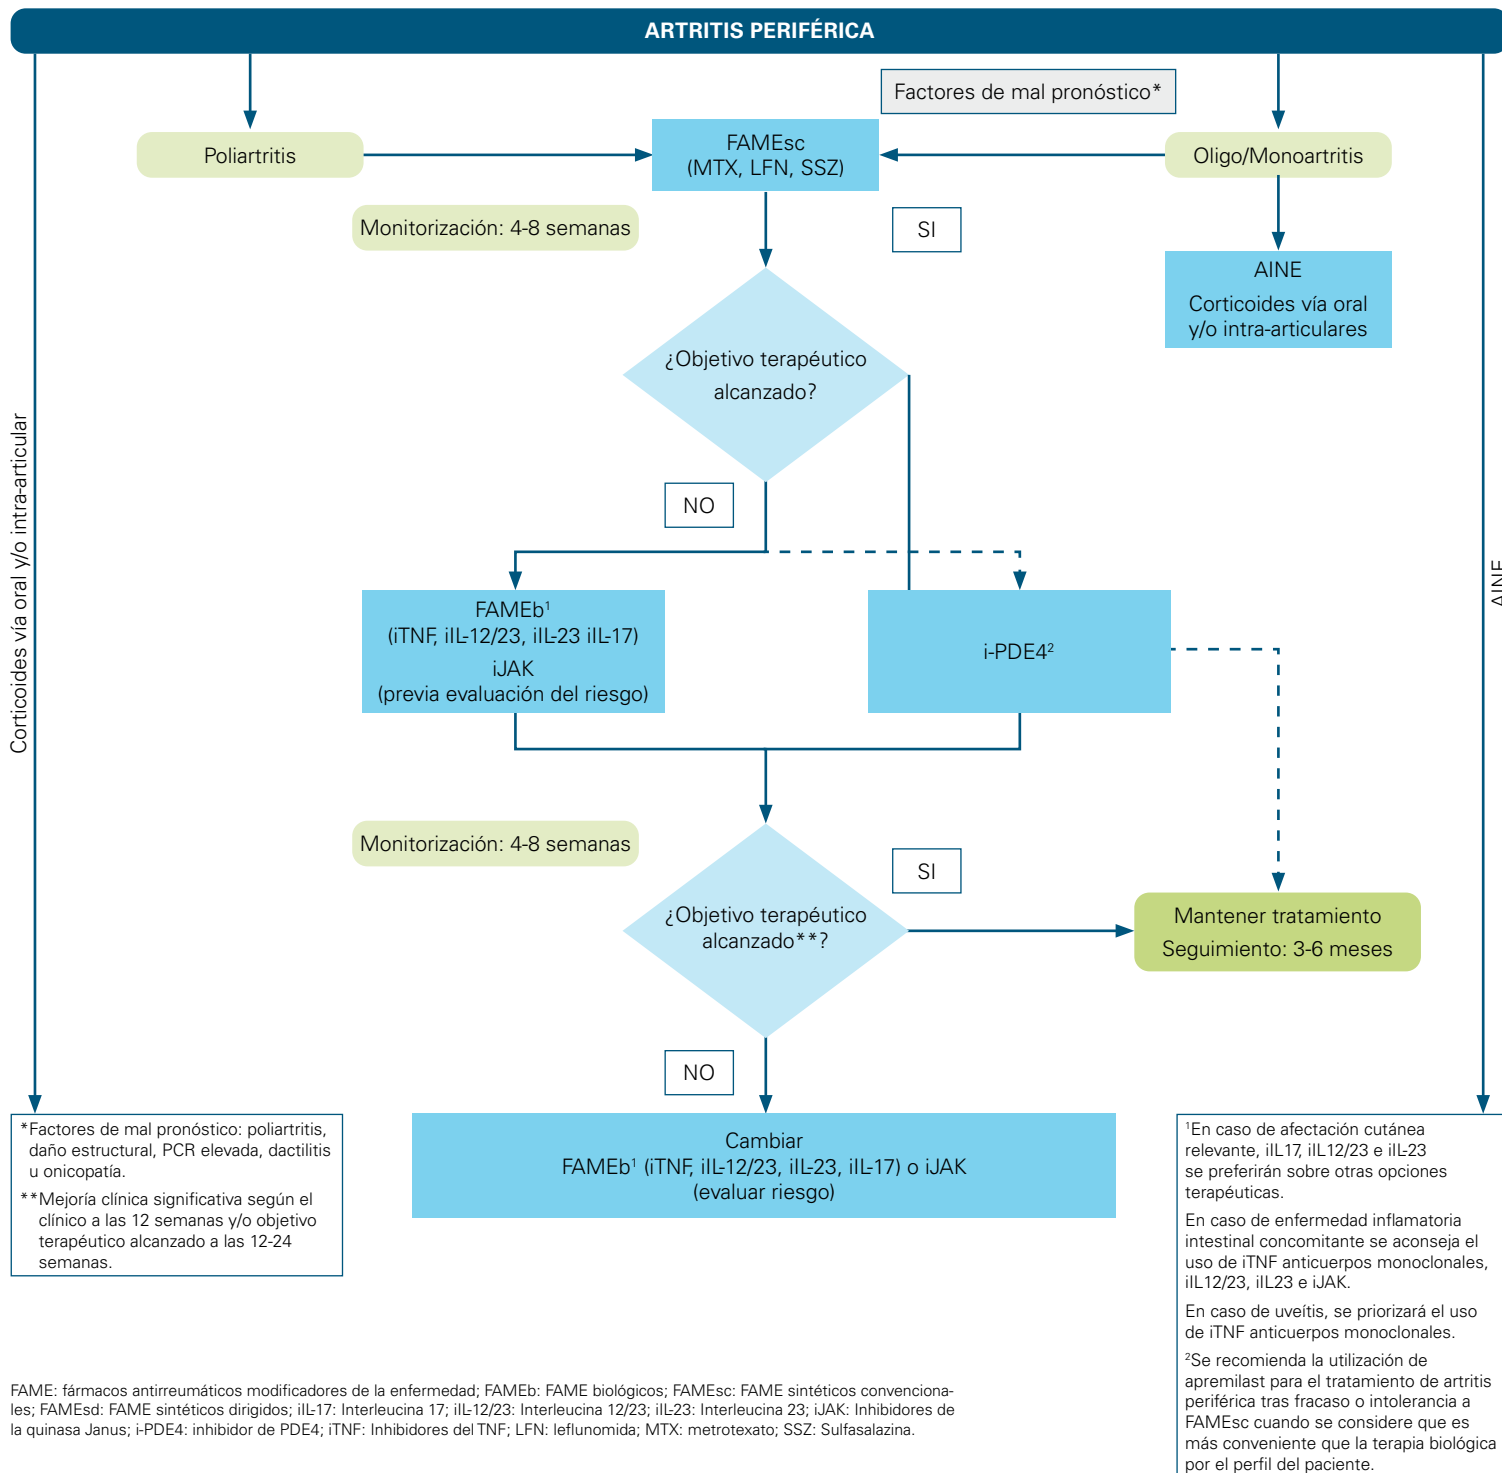 ARTRITIS PERIFÉRICA
Factores de mal pronóstico*
Poliartritis
FAMEsc
(MTX, LFN, SSZ)
Oligo/Monoartritis
Monitorización: 4-8 semanas
SI
AINE
Corticoides vía oral
y/o intra-articulares
¿Objetivo terapéutico
alcanzado?
Corticoides vía oral y/o intra-articular
AINE
NO
FAMEb¹
(iTNF, iIL-12/23, iIL-23 iIL-17)
iJAK
(previa evaluación del riesgo)
i-PDE4²
Monitorización: 4-8 semanas
SI
¿Objetivo terapéutico
alcanzado**?
Mantener tratamiento
Seguimiento: 3-6 meses
NO
Cambiar
FAMEb¹ (iTNF, iIL-12/23, iIL-23, iIL-17) o iJAK
(evaluar riesgo)
*Factores de mal pronóstico: poliartritis,
daño estructural, PCR elevada, dactilitis
u onicopatía.
**Mejoría clínica significativa según el
clínico a las 12 semanas y/o objetivo
terapéutico alcanzado a las 12-24
semanas.
¹En caso de afectación cutánea
relevante, iIL17, iIL12/23 e iIL-23
se preferirán sobre otras opciones
terapéuticas.
En caso de enfermedad inflamatoria
intestinal concomitante se aconseja el
uso de iTNF anticuerpos monoclonales,
iIL12/23, iIL23 e iJAK.
En caso de uveítis, se priorizará el uso
de iTNF anticuerpos monoclonales.
²Se recomienda la utilización de
apremilast para el tratamiento de artritis
periférica tras fracaso o intolerancia a
FAMEsc cuando se considere que es
más conveniente que la terapia biológica
por el perfil del paciente.
FAME: fármacos antirreumáticos modificadores de la enfermedad; FAMEb: FAME biológicos; FAMEsc: FAME sintéticos convenciona-
les; FAMEsd: FAME sintéticos dirigidos; iIL-17: Interleucina 17; iIL-12/23: Interleucina 12/23; iIL-23: Interleucina 23; iJAK: Inhibidores de
la quinasa Janus; i-PDE4: inhibidor de PDE4; iTNF: Inhibidores del TNF; LFN: leflunomida; MTX: metrotexato; SSZ: Sulfasalazina.